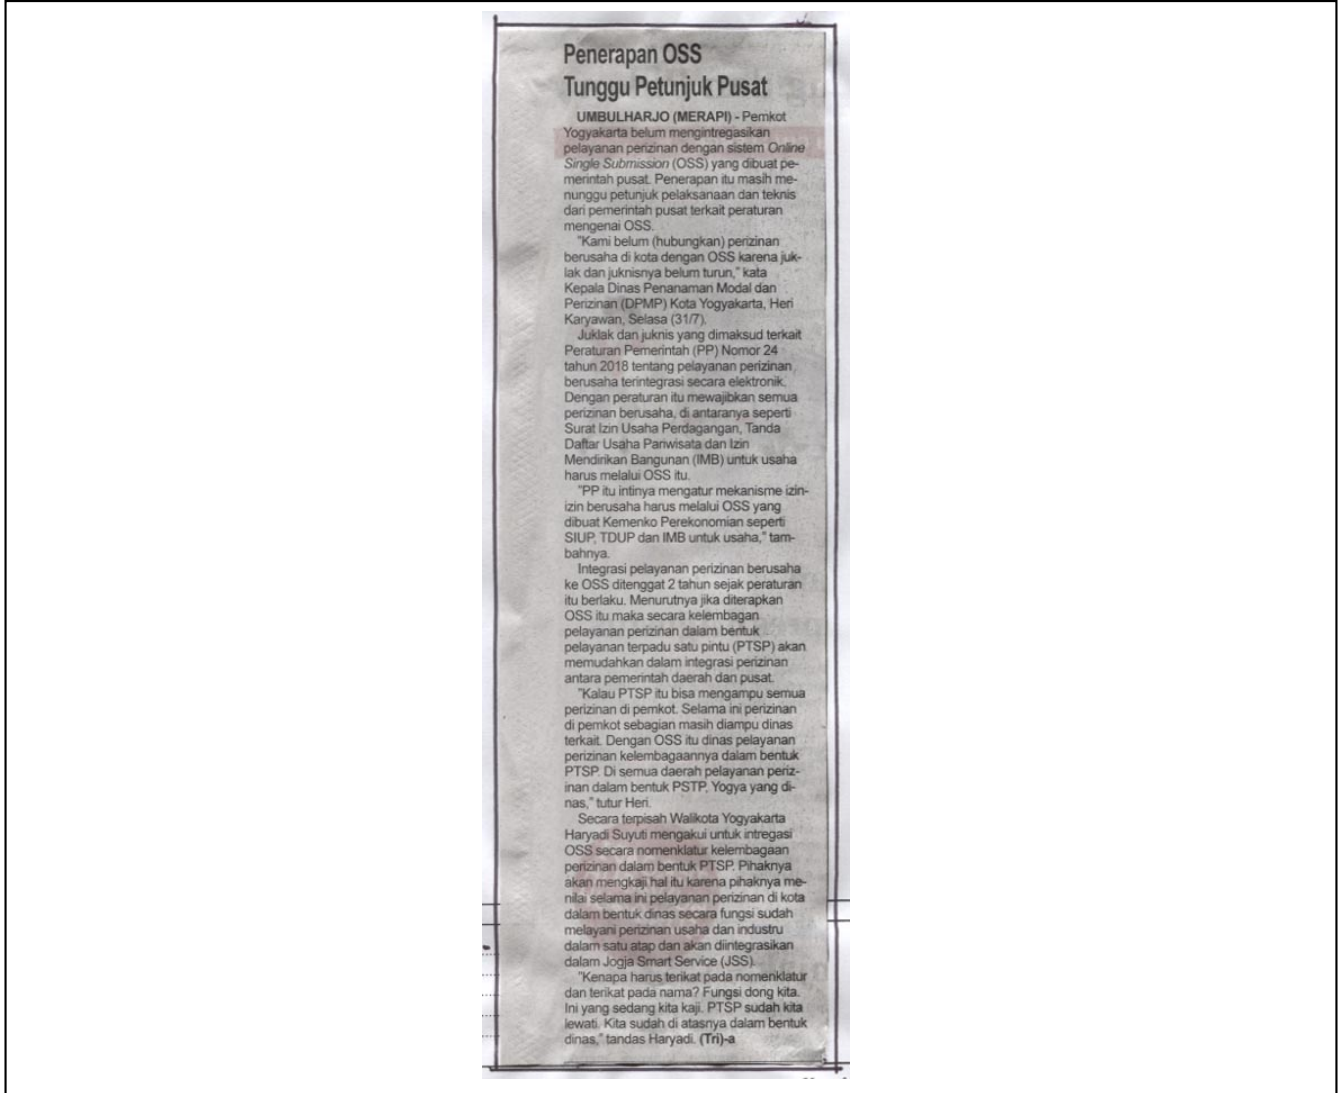 Penerapan OSS
Tunggu Petunjuk Pusat
UMBULHARJO (MERAPI) - Pemkot
Yogyakarta belum mengintregasikan
pelayanan perizinan dengan sistem Online
Single Submission (OSS) yang dibuat pe-
merintah pusat. Penerapan itu masih me-
nunggu petunjuk pelaksanaan dan teknis
dari pemerintah pusat terkait peraturan
mengenai OSS.
"Kami belum (hubungkan) perizinan
berusaha di kota dengan OSS karena juk-
lak dan juknisnya belum turun," kata
Kepala Dinas Penanaman Modal dan
Perizinan (DPMP) Kota Yogyakarta, Heri
Karyawan, Selasa (31/7).
Juklak dan juknis yang dimaksud terkait
Peraturan Pemerintah (PP) Nomor 24
tahun 2018 tentang pelayanan perizinan
berusaha terintegrasi secara elektronik.
Dengan peraturan itu mewajibkan semua
perizinan berusaha, di antaranya seperti
Surat Izin Usaha Perdagangan, Tanda
Daftar Usaha Pariwisata dan Izin
Mendirikan Bangunan (IMB) untuk usaha
harus melalui OSS itu.
"PP itu intinya mengatur mekanisme izin-
izin berusaha harus melalui OSS yang
dibuat Kemenko Perekonomian seperti
SIUP, TDUP dan IMB untuk usaha," tam-
bahnya.
Integrasi pelayanan perizinan berusaha
ke OSS ditenggat 2 tahun sejak peraturan
itu berlaku. Menurutnya jika diterapkan
OSS itu maka secara kelembagan
pelayanan perizinan dalam bentuk
pelayanan terpadu satu pintu (PTSP) akan
memudahkan dalam integrasi perizinan
antara pemerintah daerah dan pusat.
"Kalau PTSP itu bisa mengampu semua
perizinan di pemkot. Selama ini perizinan
di pemkot sebagian masih diampu dinas
terkait. Dengan OSS itu dinas pelayanan
perizinan kelembagaannya dalam bentuk
PTSP. Di semua daerah pelayanan periz-
inan dalam bentuk PSTP, Yogya yang di-
nas," tutur Heri.
Secara terpisah Walikota Yogyakarta
Haryadi Suyuti mengakui untuk intregasi
OSS secara nomenklatur kelembagaan
perizinan dalam bentuk PTSP. Pihaknya
akan mengkaji hal itu karena pihaknya me-
nilai selama ini pelayanan perizinan di kota
dalam bentuk dinas secara fungsi sudah
melayani perizinan usaha dan industru
dalam satu atap dan akan diintegrasikan
dalam Jogja Smart Service (JSS).
"Kenapa harus terikat pada nomenklatur
dan terikat pada nama? Fungsi dong kita.
Ini yang sedang kita kaji. PTSP sudah kita
lewati. Kita sudah di atasnya dalam bentuk
dinas," tandas Haryadi. (Tri)-a